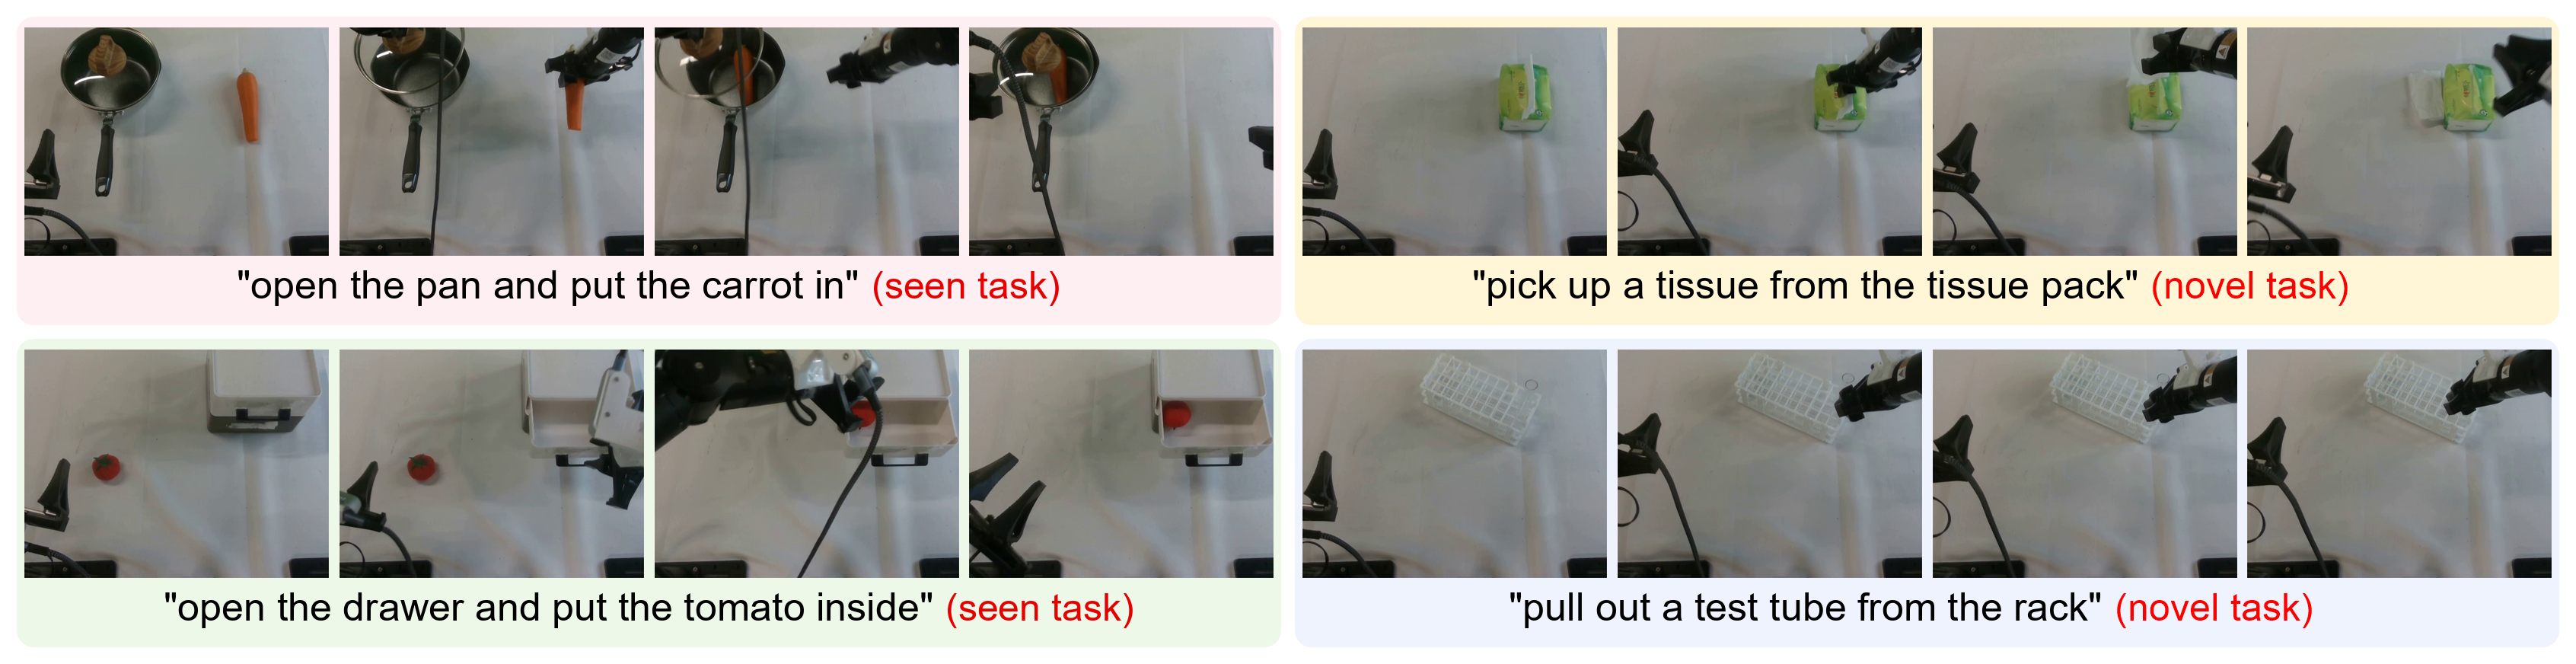 "open the pan and put the carrot in" (seen task)
"pick up a tissue from the tissue pack" (novel task)
"open the drawer and put the tomato inside" (seen task)
"pull out a test tube from the rack" (novel task)